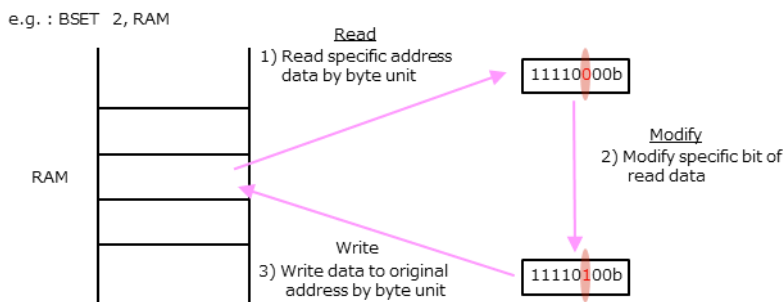 e.g. : BSET 2, RAM
Read
1) Read specific address
data by byte unit
11110000b
Modify
2) Modify specific bit of
read data
RAM
Write
3) Write data to original
address by byte unit
11110100b